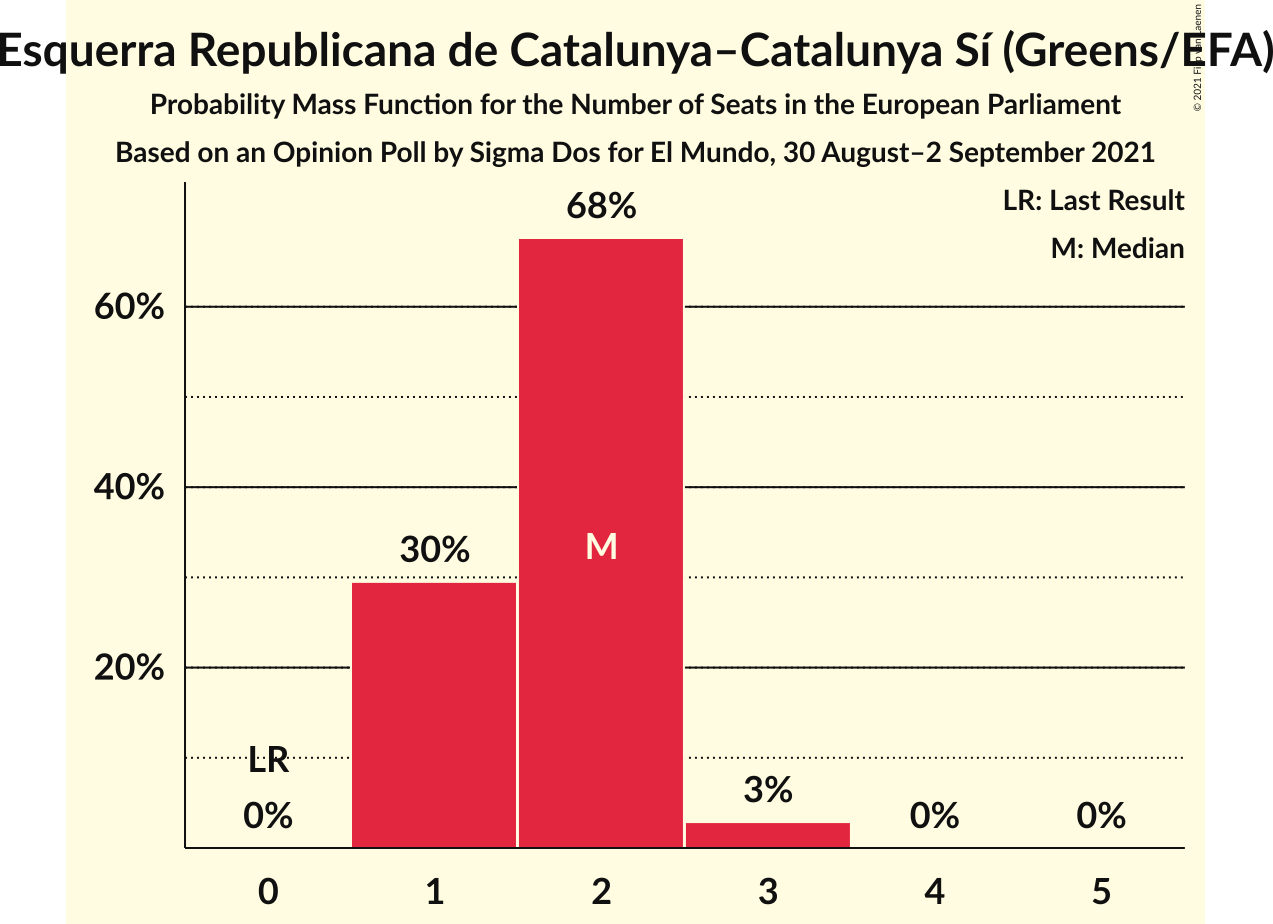 Esquerra Republicana de Catalunya–Catalunya Sí (Greens/EFA)
Probability Mass Function for the Number of Seats in the European Parliament
Based on an Opinion Poll by Sigma Dos for El Mundo, 30 August–2 September 2021
© 2021
LR: Last Result
M: Median
68%
60%
40%
30%
M
20%
LR
3%
0%
0%
0%
0
1
2
3
4
5